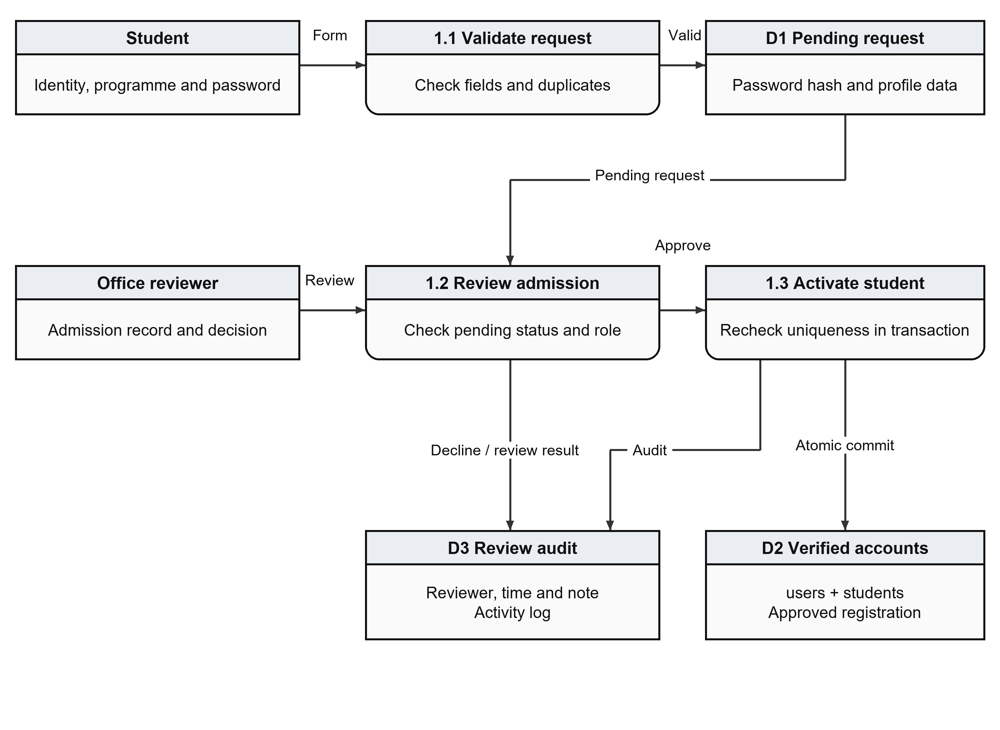 Student
Identity, programme and password
Form
1.1 Validate request
Check fields and duplicates
Valid
D1 Pending request
Password hash and profile data
Pending request
Office reviewer
Admission record and decision
Review
1.2 Review admission
Check pending status and role
Approve
1.3 Activate student
Recheck uniqueness in transaction
Decline / review result
Audit
Atomic commit
D3 Review audit
Reviewer, time and note
Activity log
D2 Verified accounts
users + students
Approved registration